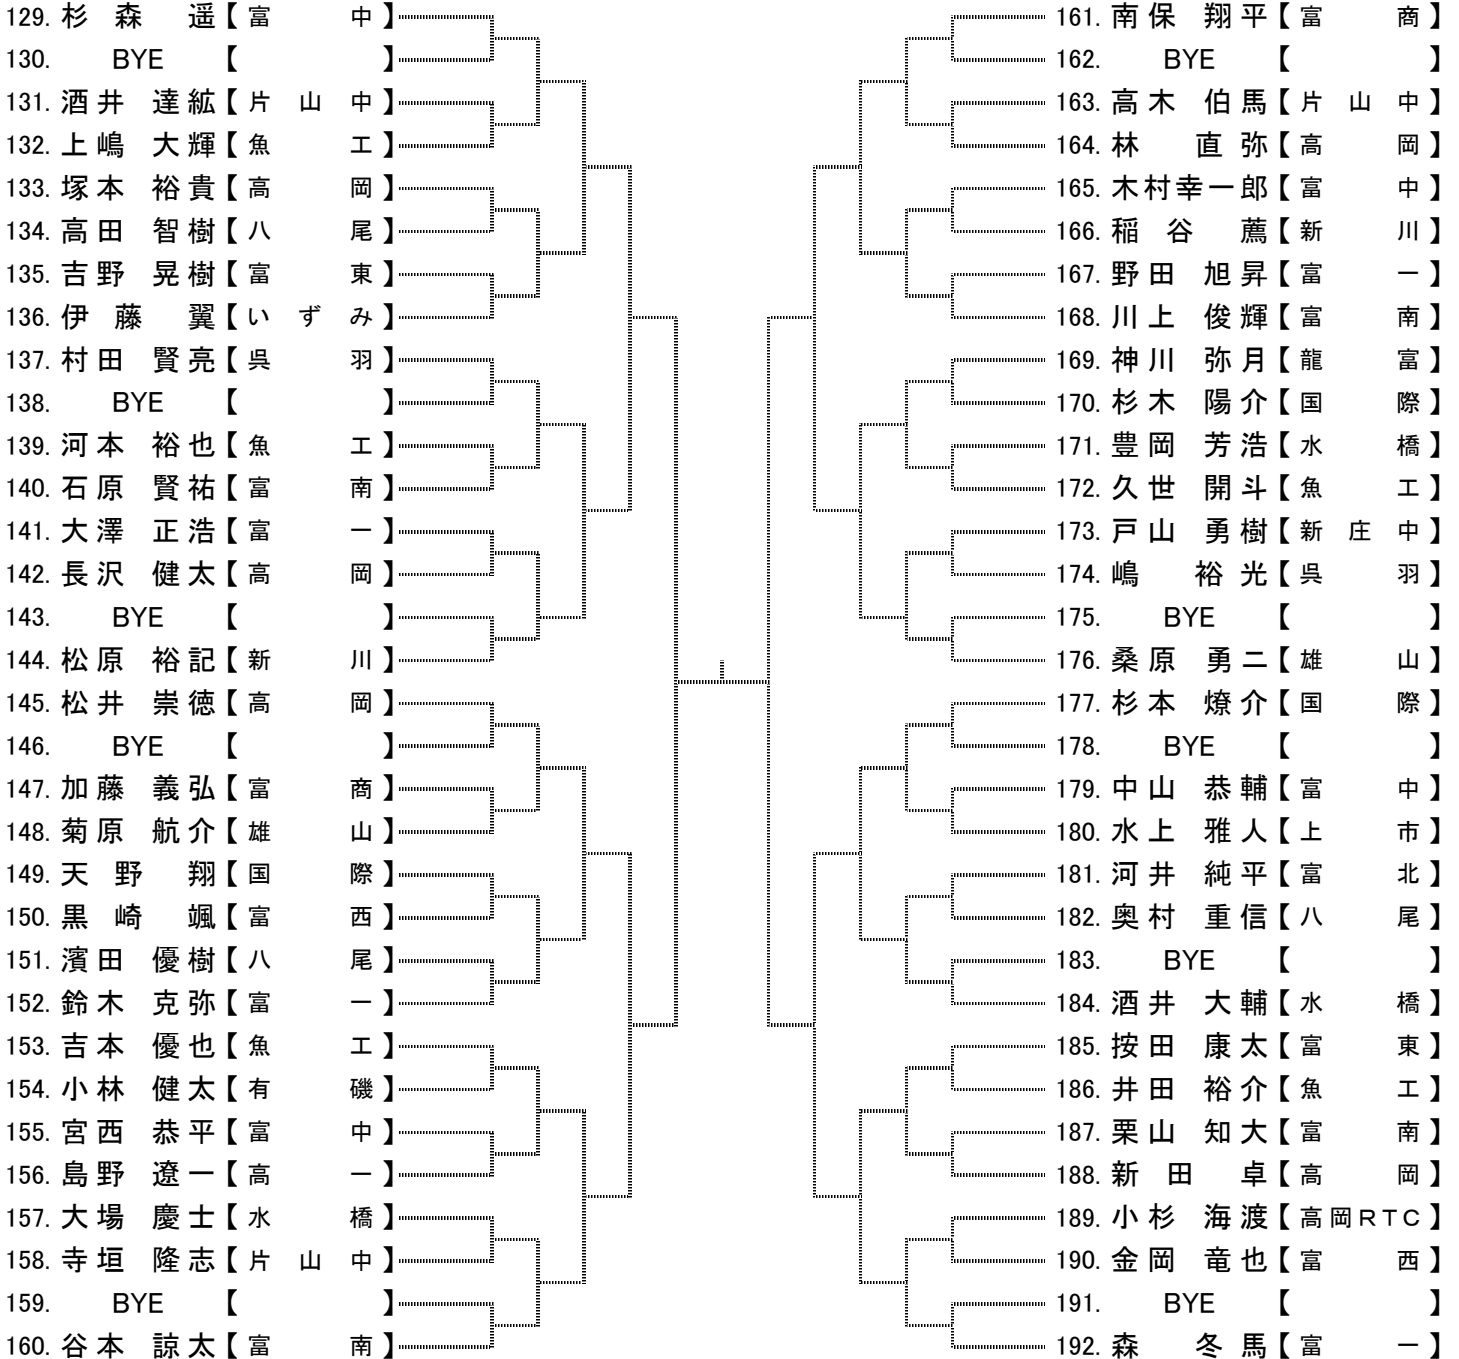 129. 杉森 遥【富中】
130. BYE 【 】
131. 酒井 達紘【片山中】
132. 上嶋 大輝【魚工】
133. 塚本 裕貴【高岡】
134. 高田 智樹【八尾】
135. 吉野 晃樹【富東】
136. 伊藤 翼【いずみ】
137. 村田 賢亮【呉羽】
138. BYE 【 】
139. 河本 裕也【魚工】
140. 石原 賢祐【富南】
141. 大澤 正浩【富一】
142. 長沢 健太【高岡】
143. BYE 【 】
144. 松原 裕記【新川】
145. 松井 崇徳【高岡】
146. BYE 【 】
147. 加藤 義弘【富商】
148. 菊原 航介【雄山】
149. 天野 翔【国際】
150. 黒崎 颯【富西】
151. 濱田 優樹【八尾】
152. 鈴木 克弥【富一】
153. 吉本 優也【魚工】
154. 小林 健太【有磯】
155. 宮西 恭平【富中】
156. 島野 遼一【高一】
157. 大場 慶士【水橋】
158. 寺垣 隆志【片山中】
159. BYE 【 】
160. 谷本 諒太【富南】
161. 南保 翔平【富商】
162. BYE 【 】
163. 高木 伯馬【片山中】
164. 林 直弥【高岡】
165. 木村幸一郎【富中】
166. 稲谷 薦【新川】
167. 野田 旭昇【富一】
168. 川上 俊輝【富南】
169. 神川 弥月【龍富】
170. 杉木 陽介【国際】
171. 豊岡 芳浩【水橋】
172. 久世 開斗【魚工】
173. 戸山 勇樹【新庄中】
174. 嶋 裕光【呉羽】
175. BYE 【 】
176. 桑原 勇二【雄山】
177. 杉本 燎介【国際】
178. BYE 【 】
179. 中山 恭輔【富中】
180. 水上 雅人【上市】
181. 河井 純平【富北】
182. 奥村 重信【八尾】
183. BYE 【 】
184. 酒井 大輔【水橋】
185. 按田 康太【富東】
186. 井田 裕介【魚工】
187. 栗山 知大【富南】
188. 新田 卓【高岡】
189. 小杉 海渡【高岡RTC】
190. 金岡 竜也【富西】
191. BYE 【 】
192. 森 冬馬【富一】